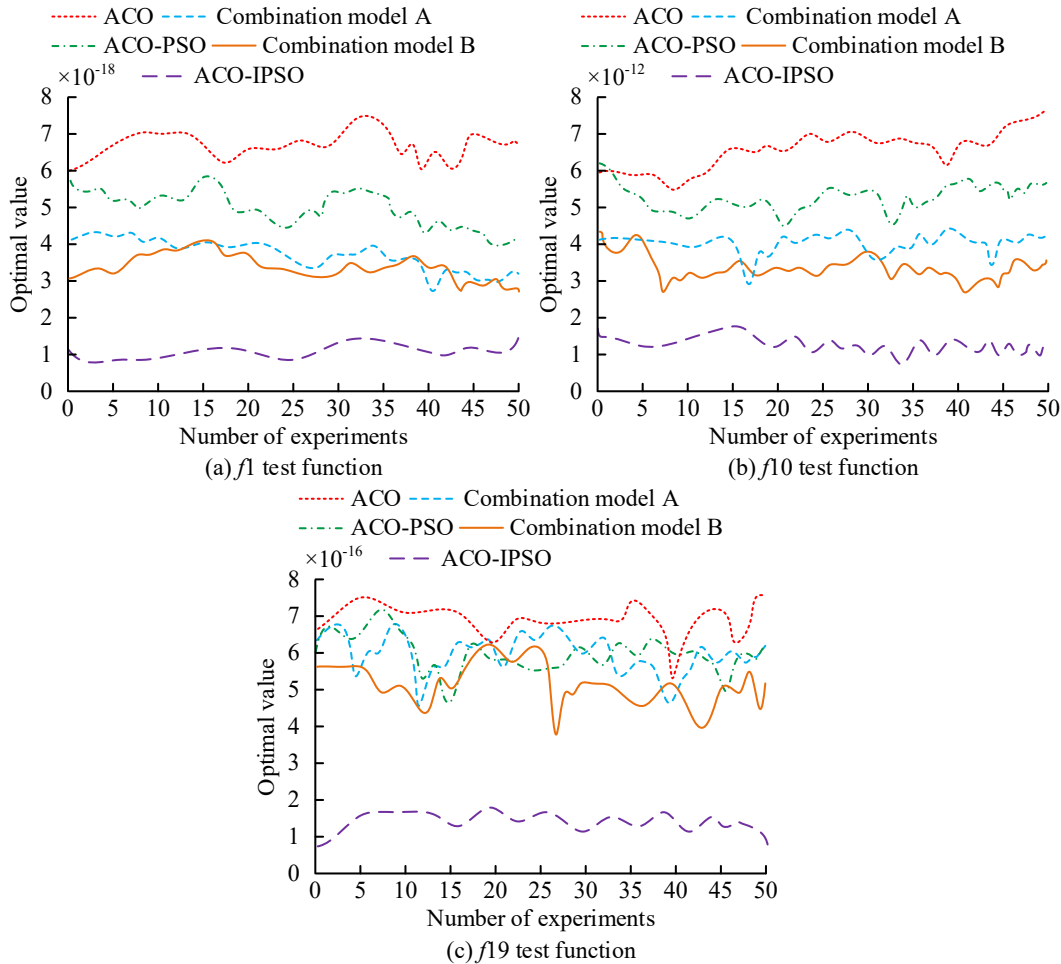 ACO Combination model A
ACO-PSO Combination model B
×10-18 ACO-IPSO
8
7
6
5
4
3
2
1
0
Optimal value
0 5 10 15 20 25 30 35 40 45 50
Number of experiments
(a) f1 test function
ACO Combination model A
ACO-PSO Combination model B
×10-12 ACO-IPSO
8
7
6
5
4
3
2
1
0
Optimal value
0 5 10 15 20 25 30 35 40 45 50
Number of experiments
(b) f10 test function
ACO Combination model A
ACO-PSO Combination model B
×10-16 ACO-IPSO
8
7
6
5
4
3
2
1
0
Optimal value
0 5 10 15 20 25 30 35 40 45 50
Number of experiments
(c) f19 test function